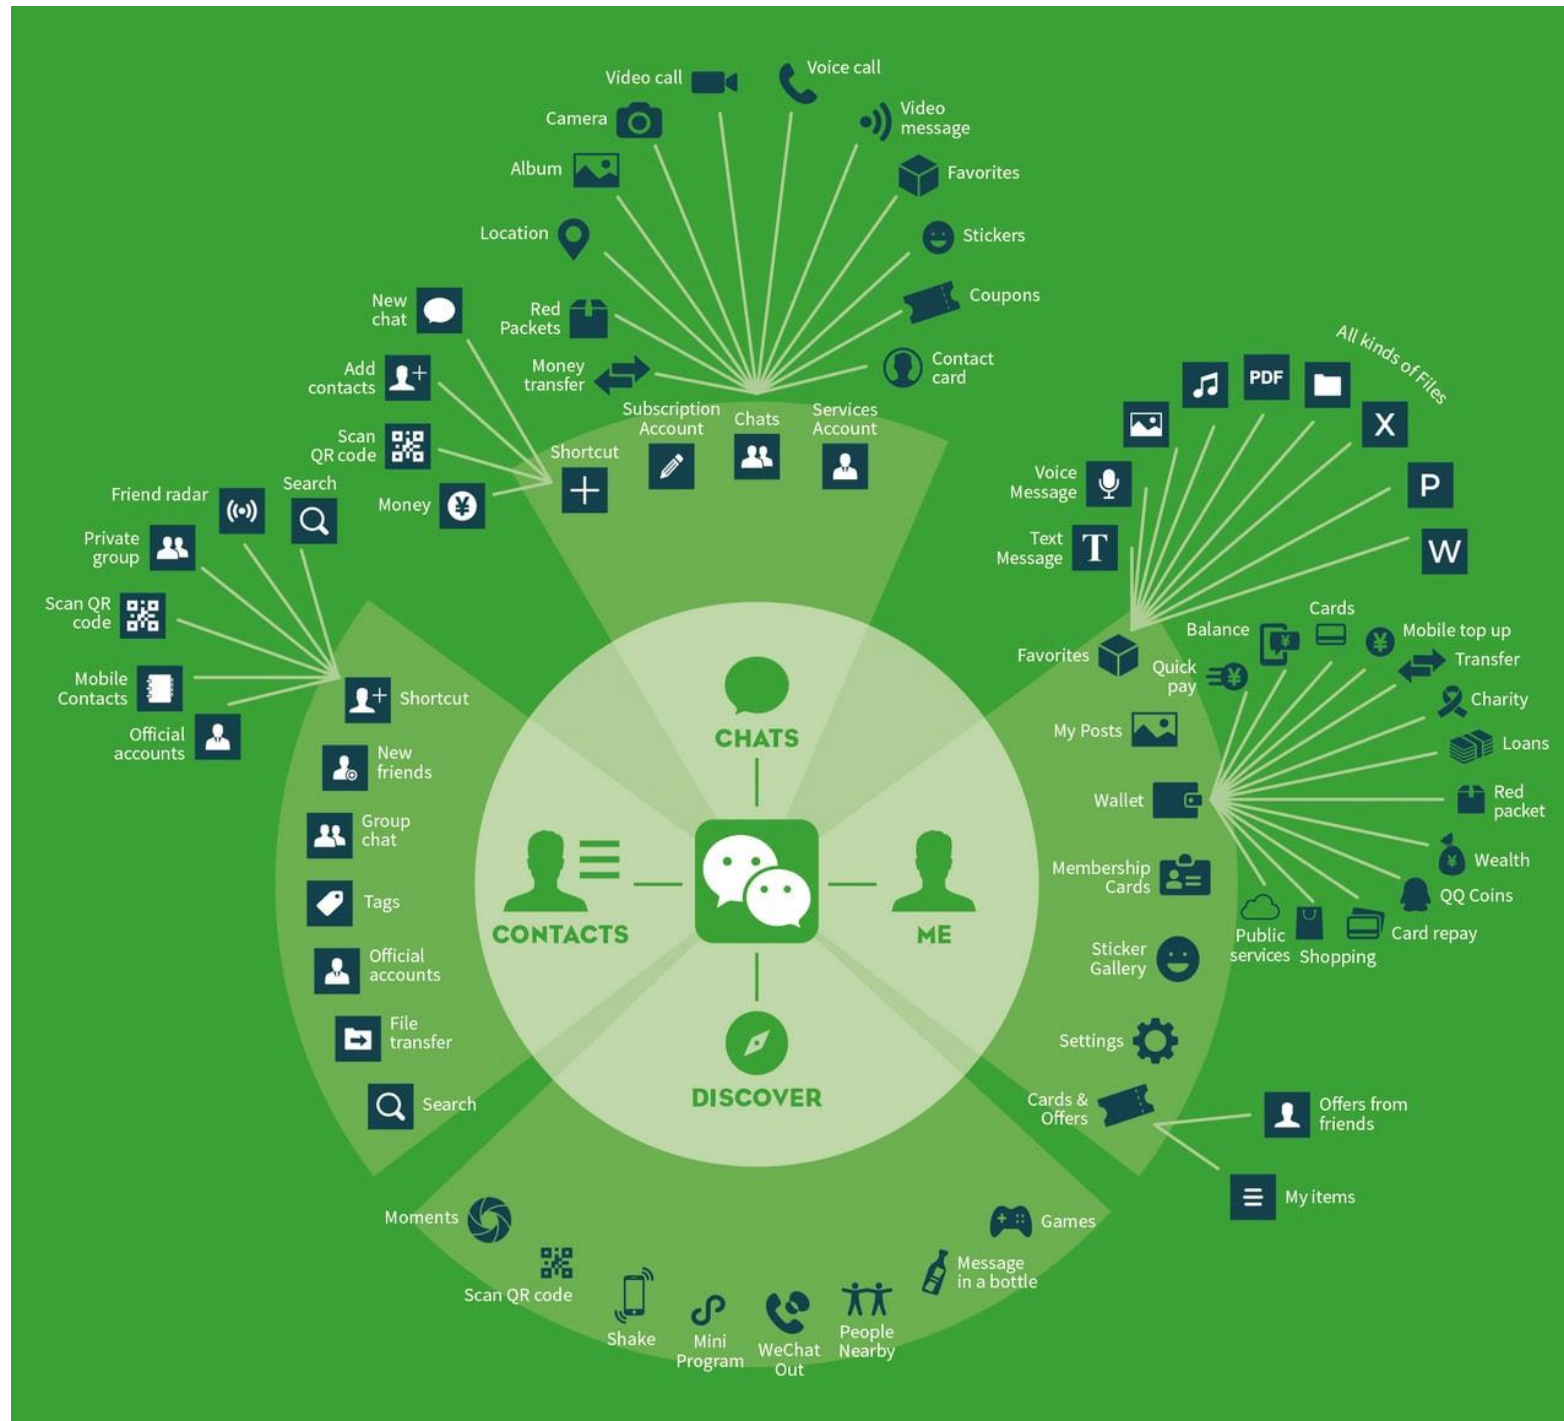 Video call
Voice call
Camera
Video
message
Album
Favorites
Location
Stickers
New
chat
Red
Packets
Coupons
Add
contacts
Money
transfer
Contact
card
Scan
QR code
Money
Shortcut
Subscription
Account
Chats
Services
Account
Search
Friend radar
Private
group
Scan QR
code
Mobile
Contacts
Official
accounts
Shortcut
New
friends
Group
chat
Tags
Official
accounts
File
transfer
Search
CHATS
CONTACTS
ME
DISCOVER
All kinds of Files
PDF
X
P
W
Voice
Message
Text
Message
T
Favorites
Quick
pay
Balance
Cards
Mobile top up
Transfer
Charity
Loans
Red
packet
Wealth
QQ Coins
Card repay
Shopping
Public
services
My Posts
Wallet
Membership
Cards
Sticker
Gallery
Settings
Cards &
Offers
Offers from
friends
My items
Moments
Scan QR code
Shake
Mini
Program
WeChat
Out
People
Nearby
Message
in a bottle
Games